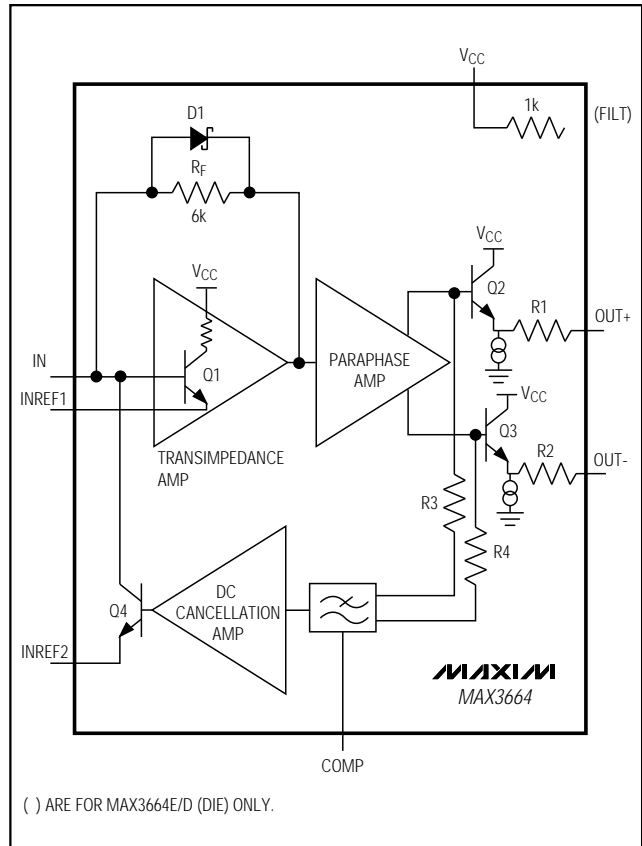 VCC
D1
1k
(FILT)
RF
6k
VCC
VCC
Q2
R1
OUT+
IN
Q1
PARAPHASE
AMP
INREF1
VCC
Q3
R2
OUT-
TRANSIMPEDANCE
AMP
R3
R4
DC
CANCELLATION
AMP
Q4
INREF2
MAXIM
MAX3664
COMP
( ) ARE FOR MAX3664E/D (DIE) ONLY.